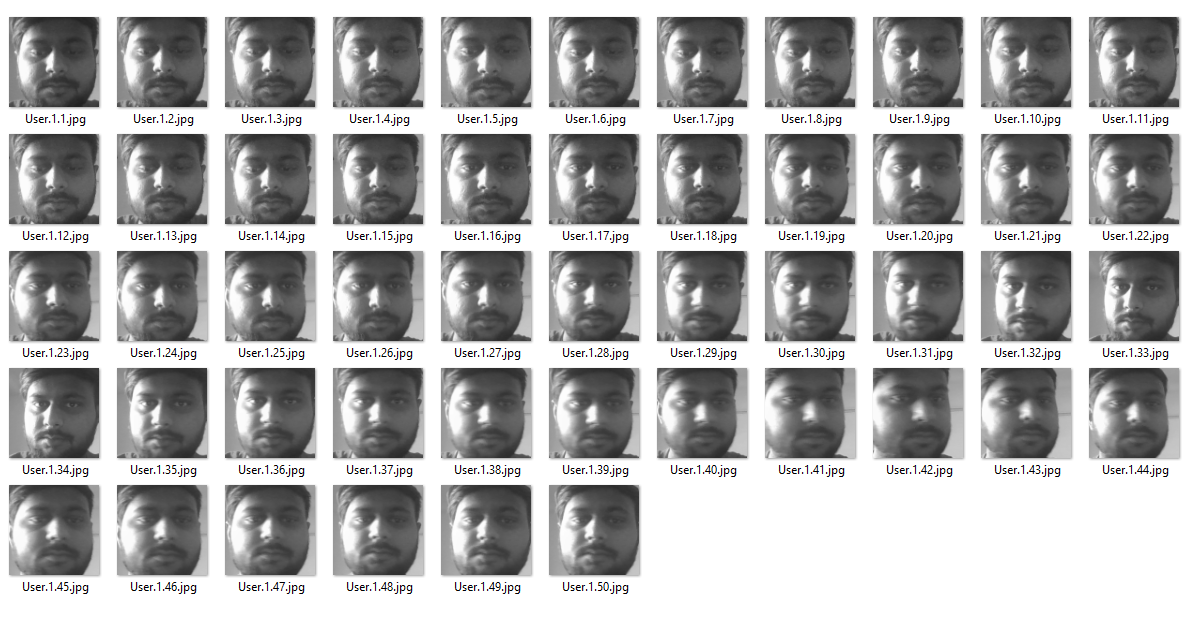 User.1.1.jpg User.1.2.jpg User.1.3.jpg User.1.4.jpg User.1.5.jpg User.1.6.jpg User.1.7.jpg User.1.8.jpg User.1.9.jpg User.1.10.jpg User.1.11.jpg
User.1.12.jpg User.1.13.jpg User.1.14.jpg User.1.15.jpg User.1.16.jpg User.1.17.jpg User.1.18.jpg User.1.19.jpg User.1.20.jpg User.1.21.jpg User.1.22.jpg
User.1.23.jpg User.1.24.jpg User.1.25.jpg User.1.26.jpg User.1.27.jpg User.1.28.jpg User.1.29.jpg User.1.30.jpg User.1.31.jpg User.1.32.jpg User.1.33.jpg
User.1.34.jpg User.1.35.jpg User.1.36.jpg User.1.37.jpg User.1.38.jpg User.1.39.jpg User.1.40.jpg User.1.41.jpg User.1.42.jpg User.1.43.jpg User.1.44.jpg
User.1.45.jpg User.1.46.jpg User.1.47.jpg User.1.48.jpg User.1.49.jpg User.1.50.jpg